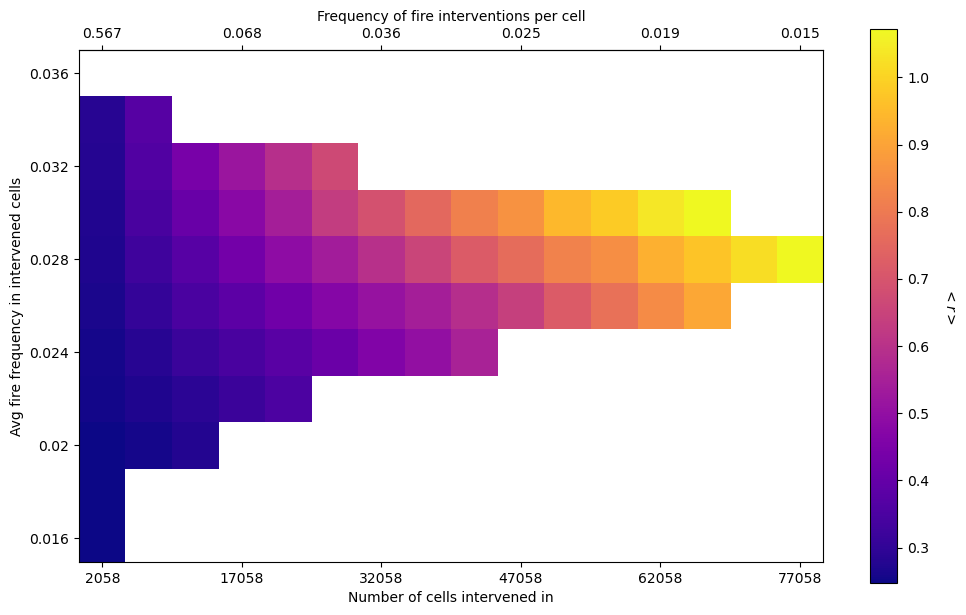 Frequency of fire interventions per cell
0.567 0.068 0.036 0.025 0.019 0.015
0.036
0.032
0.028
0.024
0.02
0.016
Avg fire frequency in intervened cells
2058 17058 32058 47058 62058 77058
Number of cells intervened in
1.0
0.9
0.8
0.7
0.6
0.5
0.4
0.3
<r>